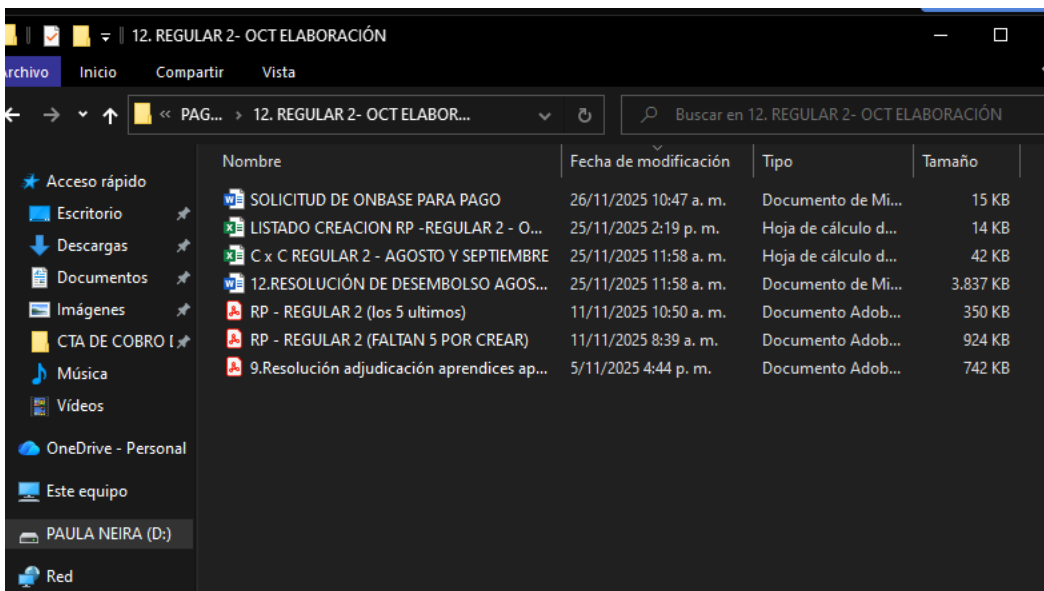 12. REGULAR 2- OCT ELABORACIÓN
Archivo Inicio Compartir Vista
« PAG... › 12. REGULAR 2- OCT ELABOR... Buscar en 12. REGULAR 2- OCT ELABORACIÓN
Nombre Fecha de modificación Tipo Tamaño
Acceso rápido
Escritorio
Descargas
Documentos
Imágenes
CTA DE COBRO
Música
Vídeos
OneDrive - Personal
Este equipo
PAULA NEIRA (D:)
Red
SOLICITUD DE ONBASE PARA PAGO 26/11/2025 10:47 a. m. Documento de Mi... 15 KB
LISTADO CREACION RP -REGULAR 2 - O... 25/11/2025 2:19 p. m. Hoja de cálculo d... 14 KB
C x C REGULAR 2 - AGOSTO Y SEPTIEMBRE 25/11/2025 11:58 a. m. Hoja de cálculo d... 42 KB
12.RESOLUCIÓN DE DESEMBOLSO AGOS... 25/11/2025 11:58 a. m. Documento de Mi... 3.837 KB
RP - REGULAR 2 (los 5 ultimos) 11/11/2025 10:50 a. m. Documento Adob... 350 KB
RP - REGULAR 2 (FALTAN 5 POR CREAR) 11/11/2025 8:39 a. m. Documento Adob... 924 KB
9.Resolución adjudicación aprendices ap... 5/11/2025 4:44 p. m. Documento Adob... 742 KB